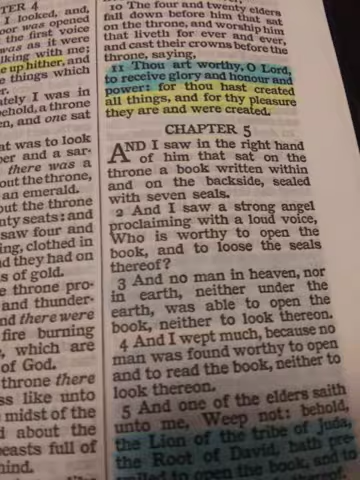 TER 4
I looked, and,
oor was opened
the first voice
was as it were
lking with me;
e up hither, and
e things which
er.
ately I was in
ehold, a throne
en, and one sat
at was to look
per and a sar-
there was a
out the throne,
an emerald.
out the throne
nty seats: and
saw four and
ing, clothed in
d they had on
s of gold.
e throne pro-
and thunder-
nd there were
fire burning
, which are
of God.
throne there
ss like unto
midst of the
d about the
easts full of
hind.
10 The four and twenty elders
fall down before him that sat
on the throne, and worship him
that liveth for ever and ever,
and cast their crowns before the
throne, saying,
11 Thou art worthy, O Lord,
to receive glory and honour and
power: for thou hast created
all things, and for thy pleasure
they are and were created.
CHAPTER 5
AND I saw in the right hand
of him that sat on the
throne a book written within
and on the backside, sealed
with seven seals.
2 And I saw a strong angel
proclaiming with a loud voice,
Who is worthy to open the
book, and to loose the seals
thereof?
3 And no man in heaven, nor
in earth, neither under the
earth, was able to open the
book, neither to look thereon.
4 And I wept much, because no
man was found worthy to open
and to read the book, neither to
look thereon.
5 And one of the elders saith
unto me, Weep not: behold,
the Lion of the tribe of Juda,
the Root of David, hath pre-
vailed to open the book, and to